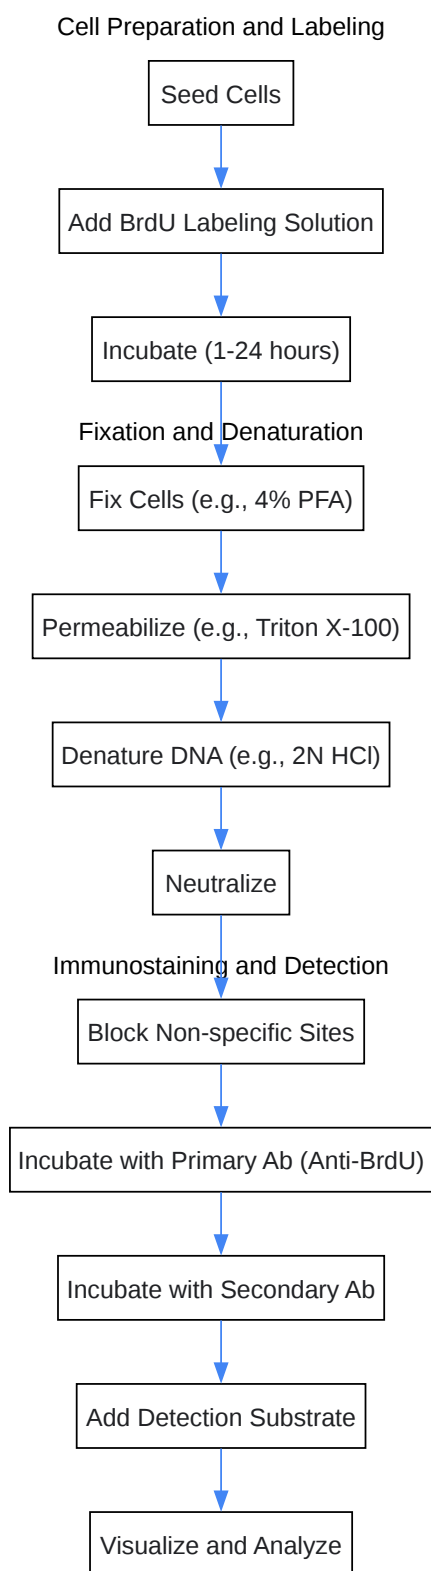 Cell Preparation and Labeling
Seed Cells
Add BrdU Labeling Solution
Incubate (1-24 hours)
Fixation and Denaturation
Fix Cells (e.g., 4% PFA)
Permeabilize (e.g., Triton X-100)
Denature DNA (e.g., 2N HCl)
Neutralize
Immunostaining and Detection
Block Non-specific Sites
Incubate with Primary Ab (Anti-BrdU)
Incubate with Secondary Ab
Add Detection Substrate
Visualize and Analyze